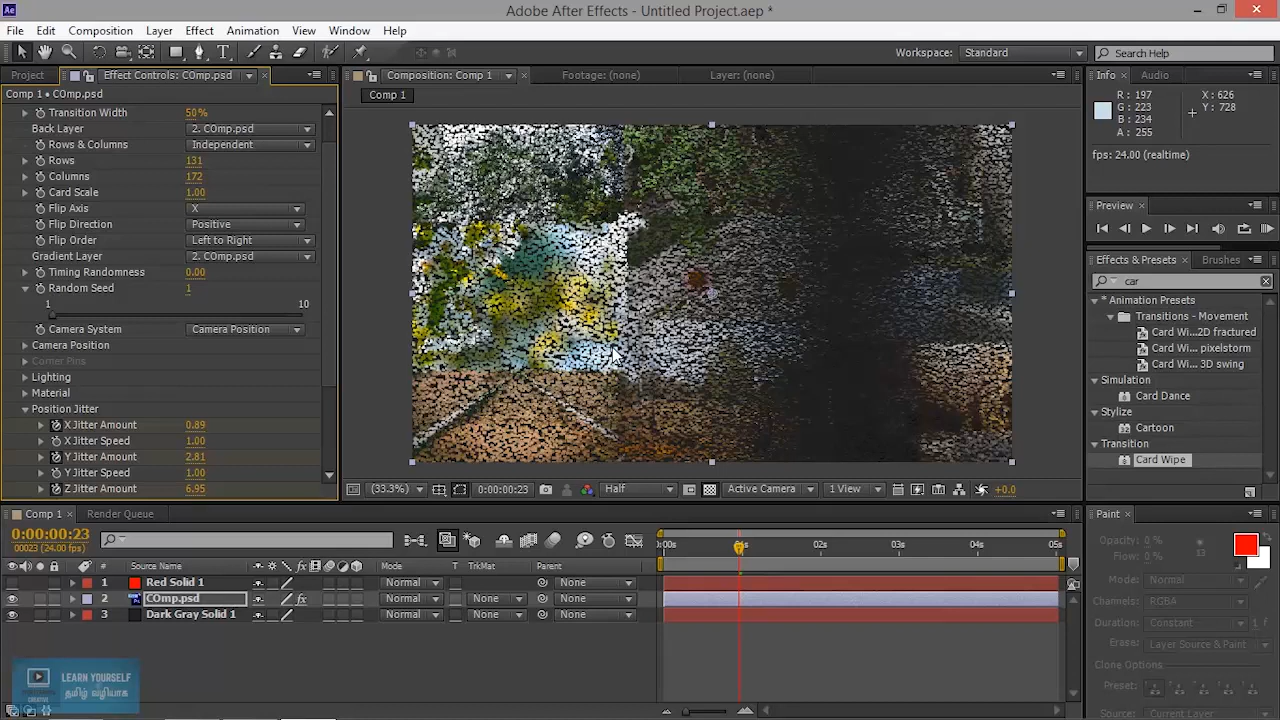 Adobe After Effects - Untitled Project.aep *
File Edit Composition Layer Effect Animation View Window Help
Workspace: Standard Search Help
Project Effect Controls: COmp.psd Composition: Comp 1 Footage: (none) Layer: (none) Info Audio
Comp 1 • COmp.psd
Comp 1
R : 197 X : 626
G : 223 Y : 728
B : 234
A : 255
fps: 24.00 (realtime)
Transition Width 50%
Back Layer 2. COmp.psd
Rows & Columns Independent
Rows 131
Columns 172
Card Scale 1.00
Flip Axis X
Flip Direction Positive
Flip Order Left to Right
Gradient Layer 2. COmp.psd
Timing Randomness 0.00
Random Seed 1
1 10
Camera System Camera Position
Camera Position
Corner Pins
Lighting
Material
Position Jitter
X Jitter Amount 0.89
X Jitter Speed 1.00
Y Jitter Amount 2.81
Y Jitter Speed 1.00
Z Jitter Amount 6.95
Preview
Effects & Presets Brushes
car
* Animation Presets
Transitions - Movement
Card Wi...2D fractured
Card Wi... pixelstorm
Card Wi... 3D swing
Simulation
Card Dance
Stylize
Cartoon
Transition
Card Wipe
(33.3%) 0:00:00:23 Half Active Camera 1 View +0.0
Comp 1 Render Queue
0:00:00:23
00023 (24.00 fps)
:00s 02s 03s 04s 05s
# Source Name Mode T TrkMat Parent
1 Red Solid 1 Normal None
2 COmp.psd Normal None None
3 Dark Gray Solid 1 Normal None None
Paint
Opacity: 0 %
Flow: 0 %
Mode: Normal
Channels: RGBA
Duration: Constant 1 f
Erase: Layer Source & Paint
Clone Options
Preset:
Source: Current Layer
LEARN YOURSELF
தமிழ் வழியாக
CREATIVE